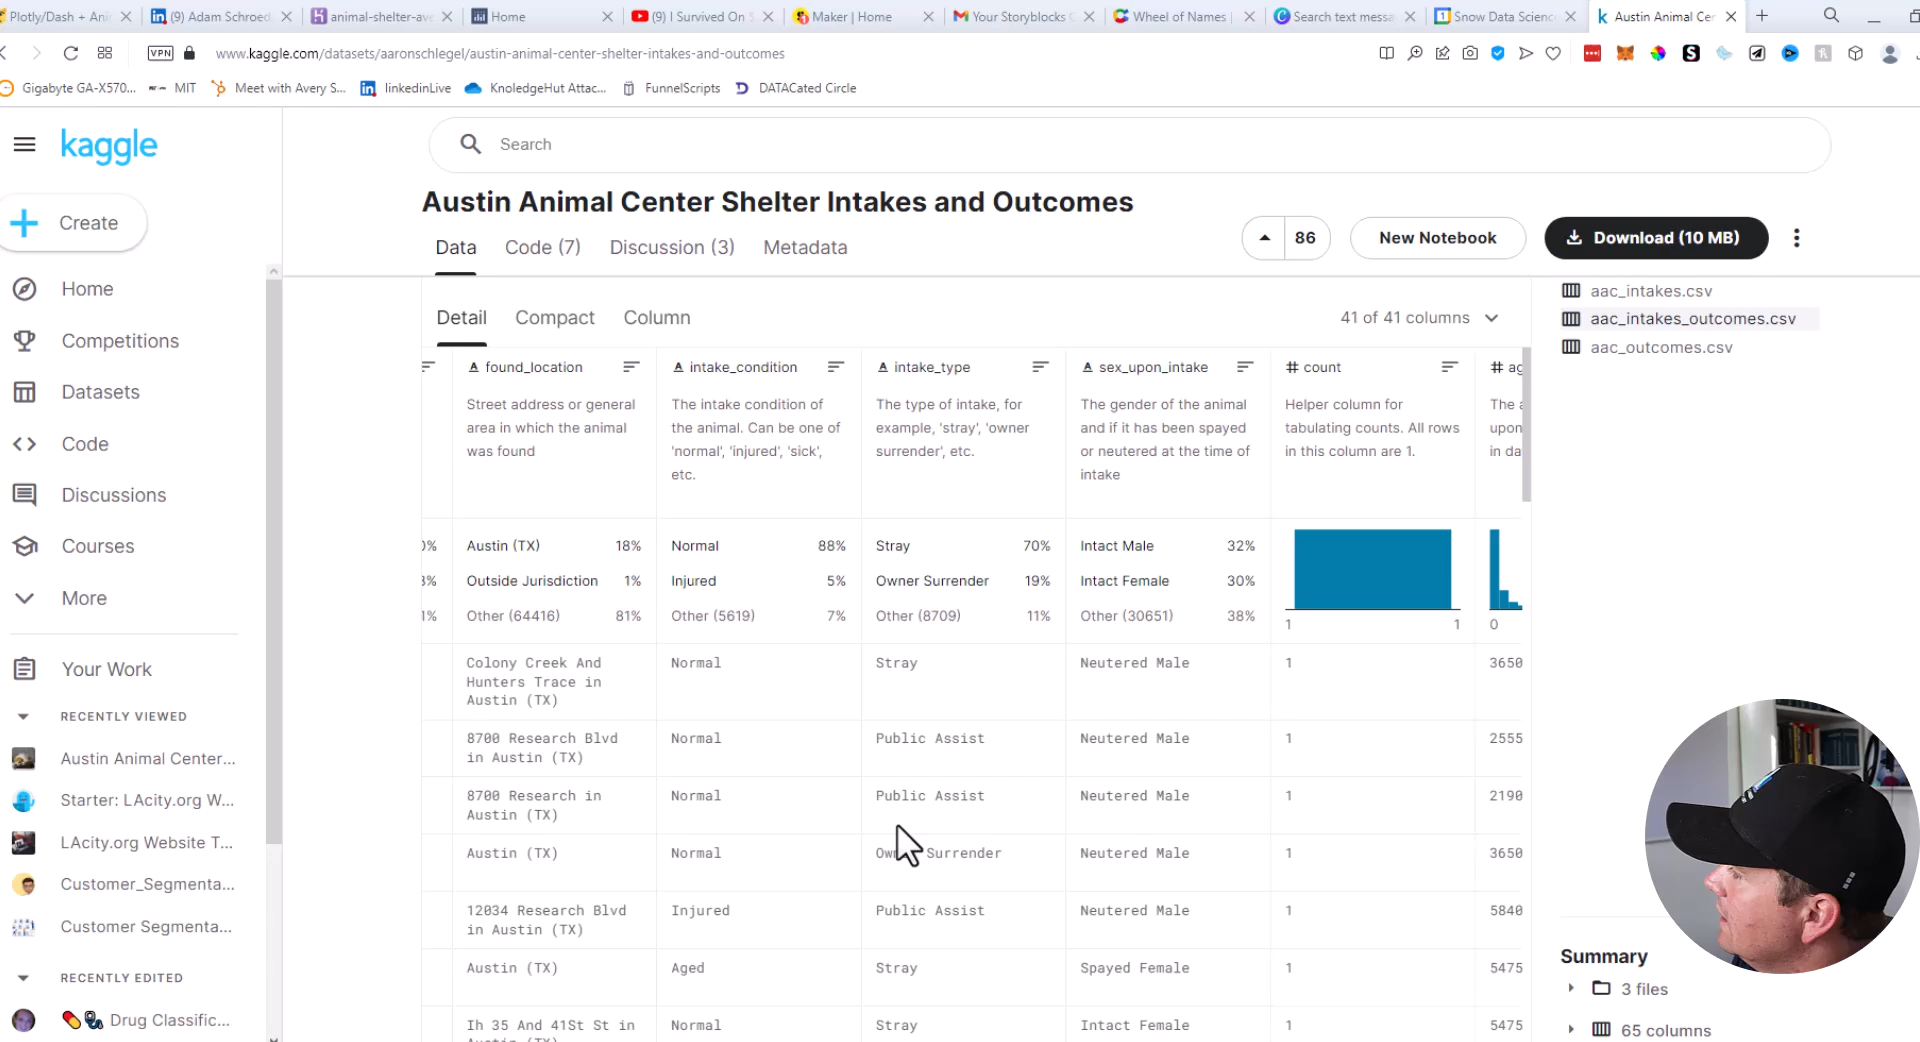 Plotly/Dash + Ani
(9) Adam Schroed
animal-shelter-ave
Home
(9) I Survived On
Maker | Home
Your Storyblocks
Wheel of Names |
Search text messa
Snow Data Scienc
Austin Animal Ce
VPN
www.kaggle.com/datasets/aaronschlegel/austin-animal-center-shelter-intakes-and-outcomes
Gigabyte GA-X570...
MIT
Meet with Avery S...
linkedinLive
KnoledgeHut Attac...
FunnelScripts
DATACated Circle
kaggle
Search
Create
Home
Competitions
Datasets
Code
Discussions
Courses
More
Your Work
RECENTLY VIEWED
Austin Animal Center...
Starter: LAcity.org W...
LAcity.org Website T...
Customer_Segmenta...
Customer Segmenta...
RECENTLY EDITED
Drug Classific...
Austin Animal Center Shelter Intakes and Outcomes
Data
Code (7)
Discussion (3)
Metadata
86
New Notebook
Download (10 MB)
Detail
Compact
Column
41 of 41 columns
found_location
Street address or general
area in which the animal
was found
intake_condition
The intake condition of
the animal. Can be one of
'normal', 'injured', 'sick',
etc.
intake_type
The type of intake, for
example, 'stray', 'owner
surrender', etc.
sex_upon_intake
The gender of the animal
and if it has been spayed
or neutered at the time of
intake
# count
Helper column for
tabulating counts. All rows
in this column are 1.
# ag
The
upon
in da
Austin (TX) 18%
Outside Jurisdiction 1%
Other (64416) 81%
Normal 88%
Injured 5%
Other (5619) 7%
Stray 70%
Owner Surrender 19%
Other (8709) 11%
Intact Male 32%
Intact Female 30%
Other (30651) 38%
1 1
0
Colony Creek And
Hunters Trace in
Austin (TX)
Normal
Stray
Neutered Male
1
3650
8700 Research Blvd
in Austin (TX)
Normal
Public Assist
Neutered Male
1
2555
8700 Research in
Austin (TX)
Normal
Public Assist
Neutered Male
1
2190
Austin (TX)
Normal
Surrender
Neutered Male
1
3650
12034 Research Blvd
in Austin (TX)
Injured
Public Assist
Neutered Male
1
5840
Austin (TX)
Aged
Stray
Spayed Female
1
5475
Ih 35 And 41St St in
Normal
Stray
Intact Female
1
5475
aac_intakes.csv
aac_intakes_outcomes.csv
aac_outcomes.csv
Summary
3 files
65 columns